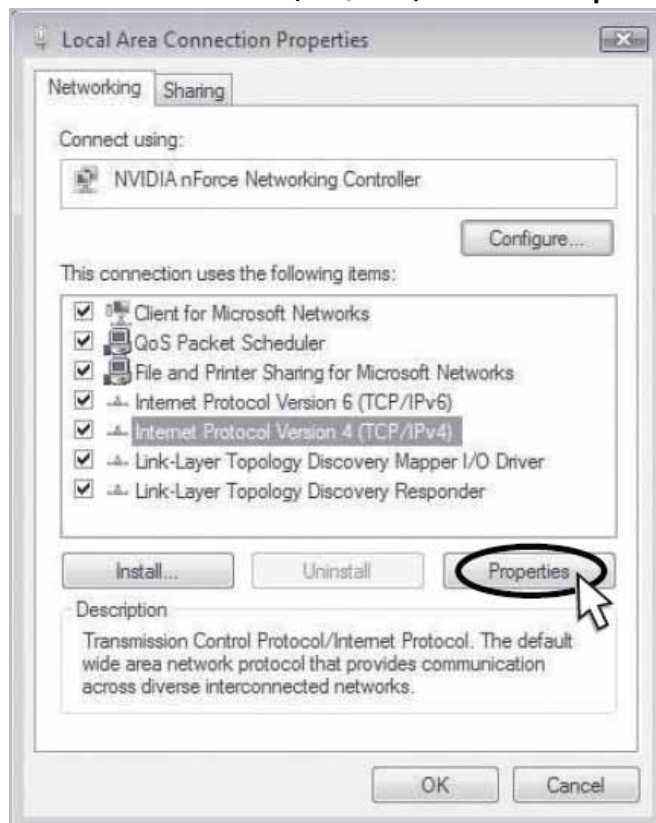 Local Area Connection Properties
Networking
Sharing
Connect using:
NVIDIA nForce Networking Controller
Configure...
This connection uses the following items:
Client for Microsoft Networks
QoS Packet Scheduler
File and Printer Sharing for Microsoft Networks
Internet Protocol Version 6 (TCP/IPv6)
Internet Protocol Version 4 (TCP/IPv4)
Link-Layer Topology Discovery Mapper I/O Driver
Link-Layer Topology Discovery Responder
Install...
Uninstall
Properties
Description
Transmission Control Protocol/Internet Protocol. The default
wide area network protocol that provides communication
across diverse interconnected networks.
OK
Cancel